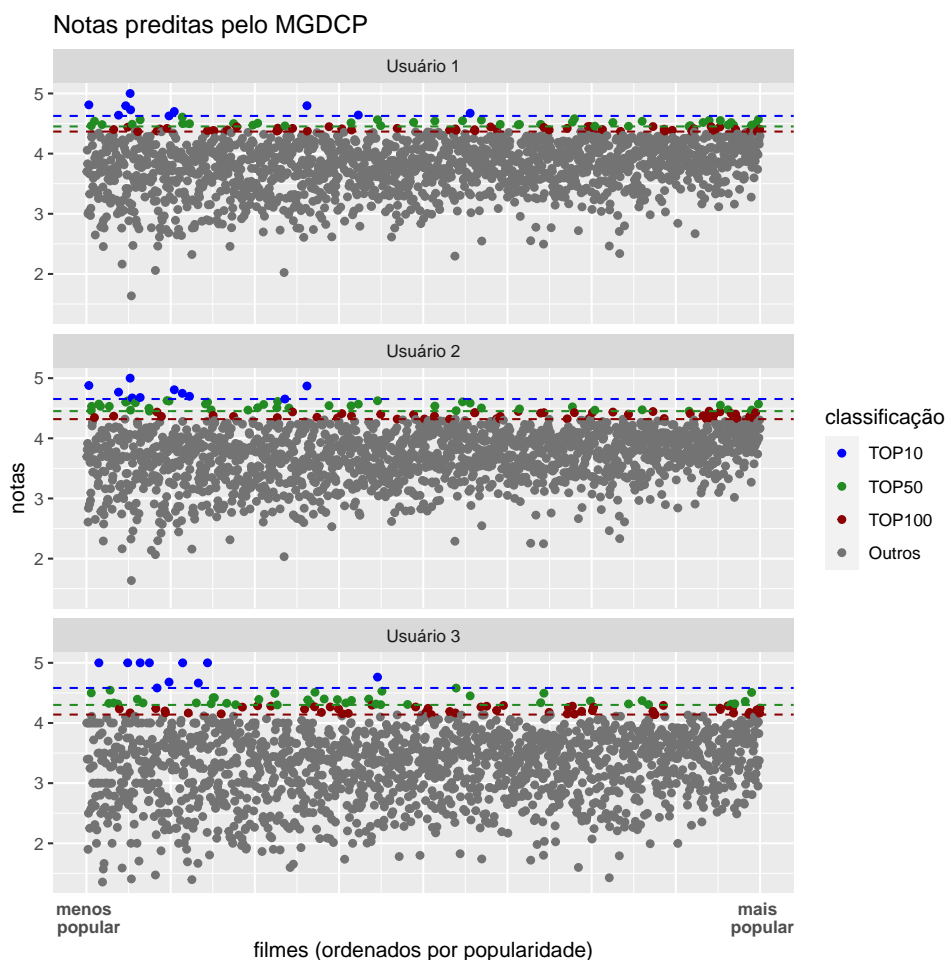 Notas preditas pelo MGDCP
Usuário 1
5
4
3
2
Usuário 2
5
4
3
2
notas
Usuário 3
5
4
3
2
menos
popular
mais
popular
filmes (ordenados por popularidade)
classificação
TOP10
TOP50
TOP100
Outros